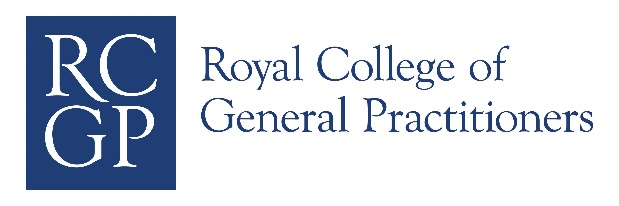 RC
GP
Royal College of
General Practitioners